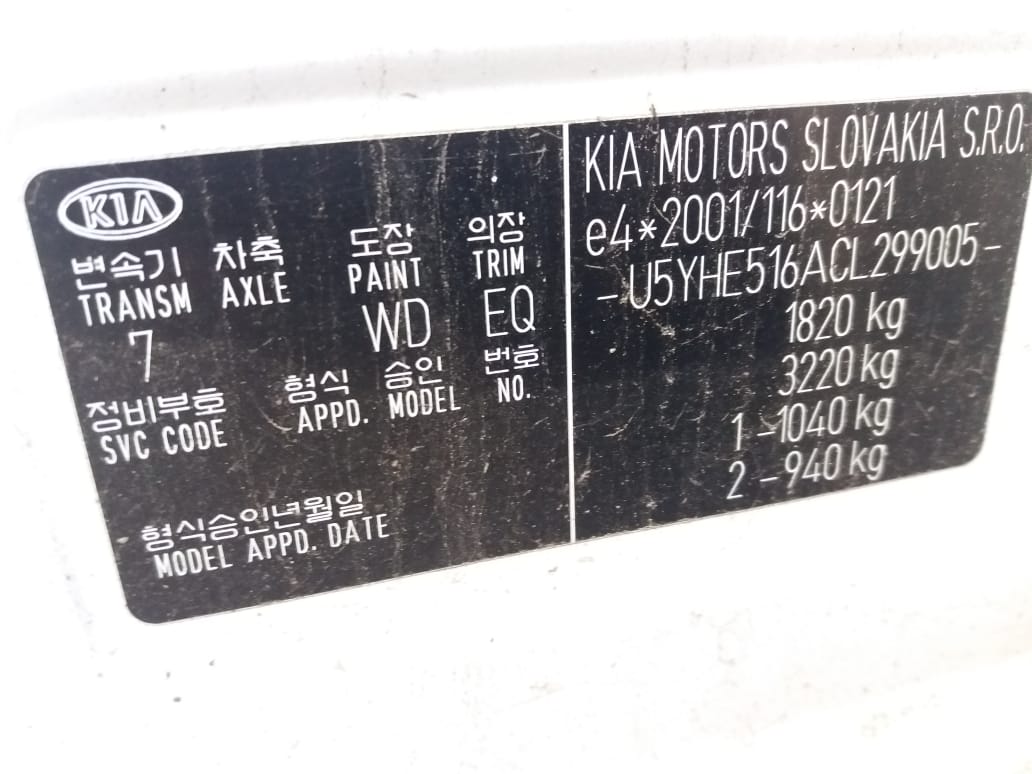 KIA
변속기 차축 도장 의장
TRANSM AXLE PAINT TRIM
7 WD EQ
정비부호 형식 승인 번호
SVC CODE APPD. MODEL NO.
형식승인년월일
MODEL APPD. DATE
KIA MOTORS SLOVAKIA S.R.O.
e4*2001/116*0121
-U5YHE516ACL299005-
1820 kg
3220 kg
1 -1040 kg
2 -940 kg